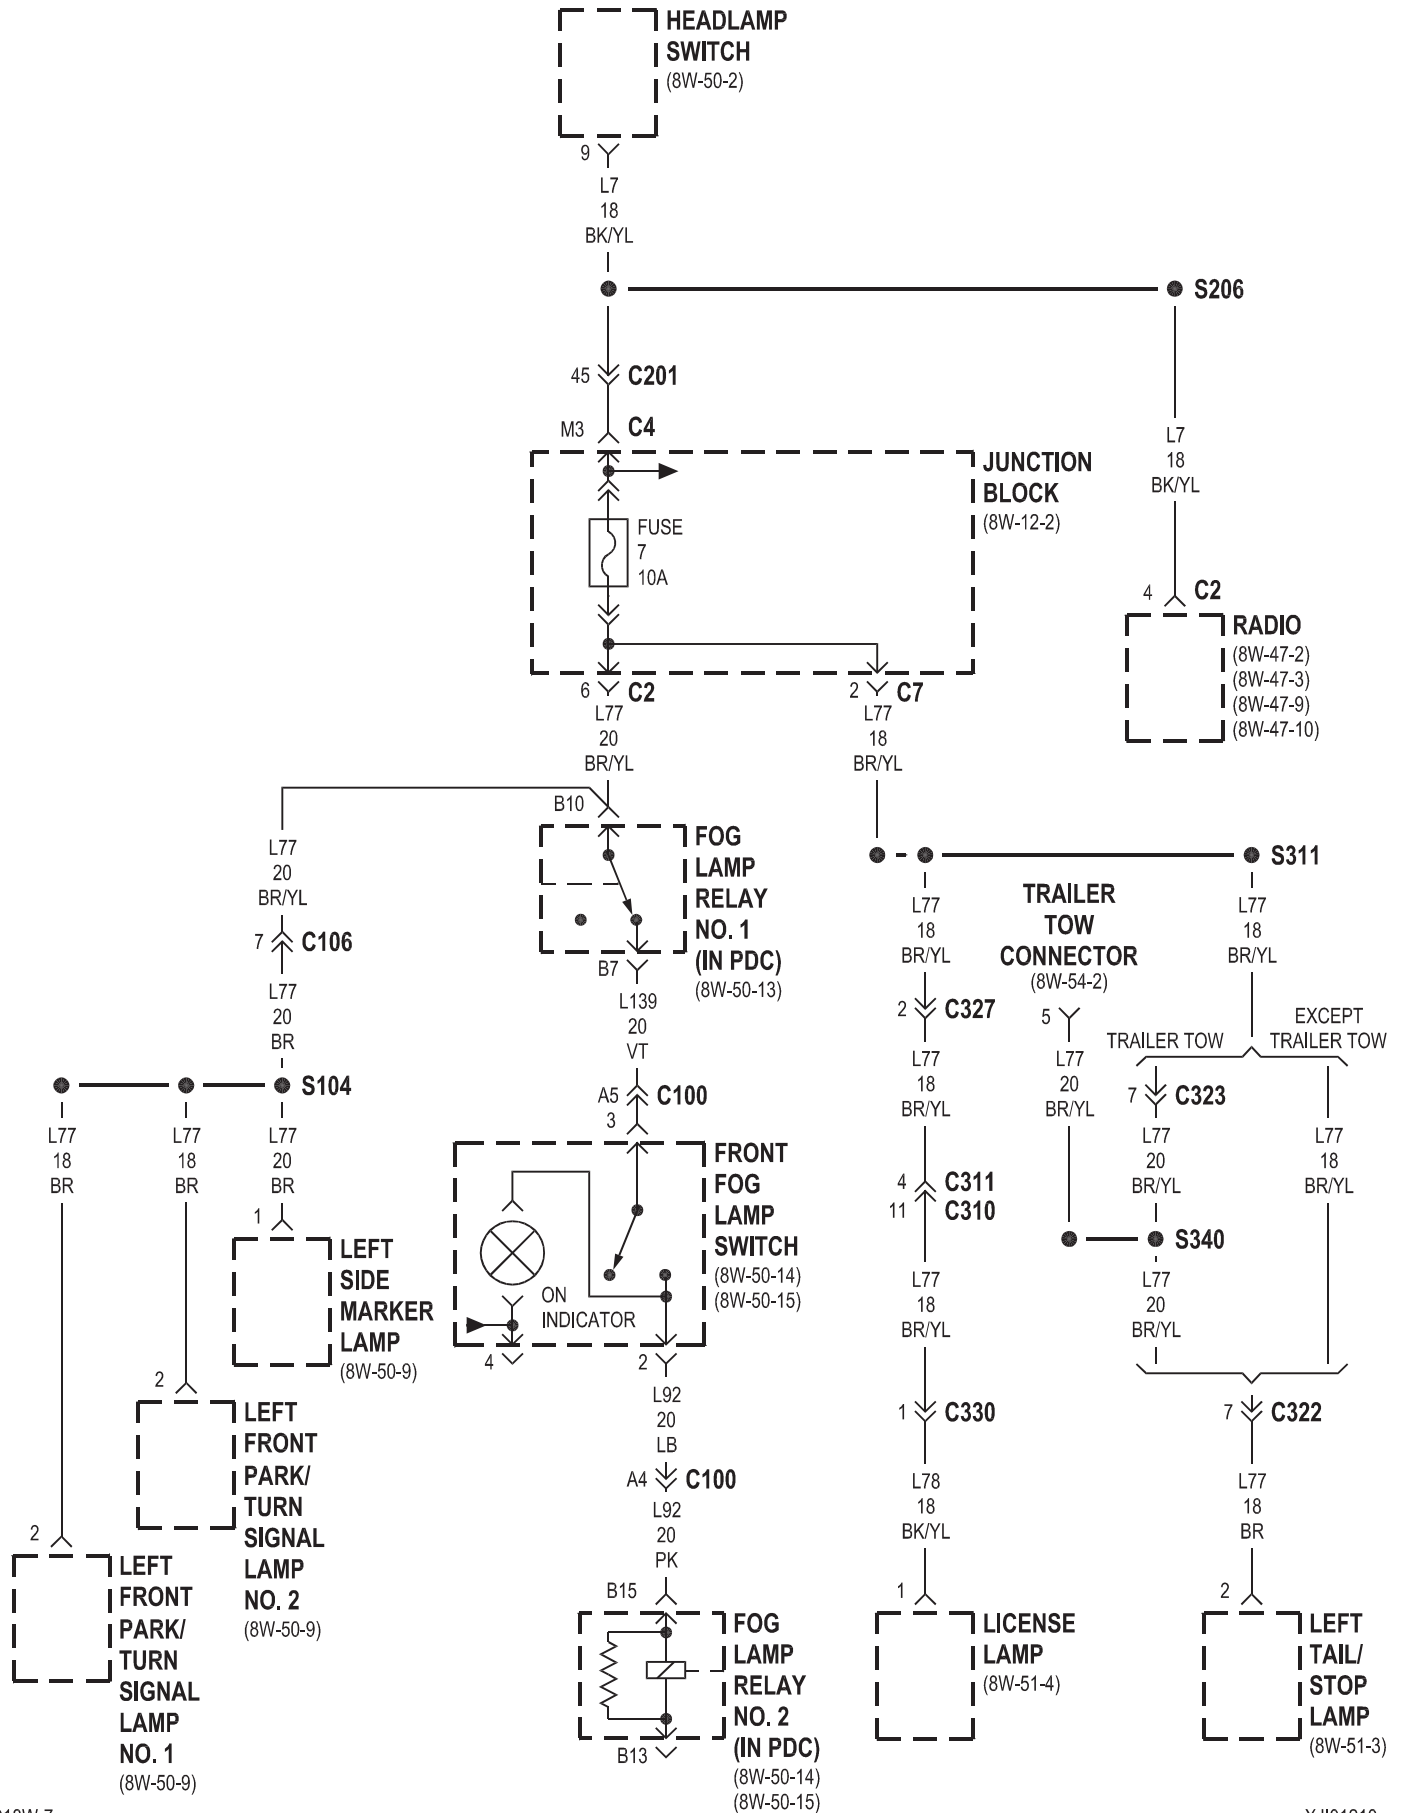 HEADLAMP
SWITCH
(8W-50-2)
9
L7
18
BK/YL
S206
45
C201
M3
C4
L7
18
BK/YL
JUNCTION
BLOCK
(8W-12-2)
FUSE
7
10A
4
C2
RADIO
(8W-47-2)
(8W-47-3)
(8W-47-9)
(8W-47-10)
6
C2
2
C7
L77
20
BR/YL
L77
18
BR/YL
B10
FOG
LAMP
RELAY
NO. 1
(IN PDC)
(8W-50-13)
L77
20
BR/YL
7
C106
L77
20
BR
S104
B7
L139
20
VT
A5
C100
3
S311
L77
18
BR/YL
2
C327
L77
18
BR/YL
4
C311
11
C310
L77
18
BR/YL
1
C330
L78
18
BK/YL
1
LICENSE
LAMP
(8W-51-4)
TRAILER
TOW
CONNECTOR
(8W-54-2)
5
L77
20
BR/YL
L77
18
BR/YL
TRAILER TOW
EXCEPT
TRAILER TOW
7
C323
L77
20
BR/YL
L77
18
BR/YL
S340
L77
20
BR/YL
7
C322
L77
18
BR
2
LEFT
TAIL/
STOP
LAMP
(8W-51-3)
L77
18
BR
L77
18
BR
L77
20
BR
1
LEFT
SIDE
MARKER
LAMP
(8W-50-9)
2
LEFT
FRONT
PARK/
TURN
SIGNAL
LAMP
NO. 2
(8W-50-9)
2
LEFT
FRONT
PARK/
TURN
SIGNAL
LAMP
NO. 1
(8W-50-9)
FRONT
FOG
LAMP
SWITCH
(8W-50-14)
(8W-50-15)
ON
INDICATOR
4
2
L92
20
LB
A4
C100
L92
20
PK
B15
FOG
LAMP
RELAY
NO. 2
(IN PDC)
(8W-50-14)
(8W-50-15)
B13